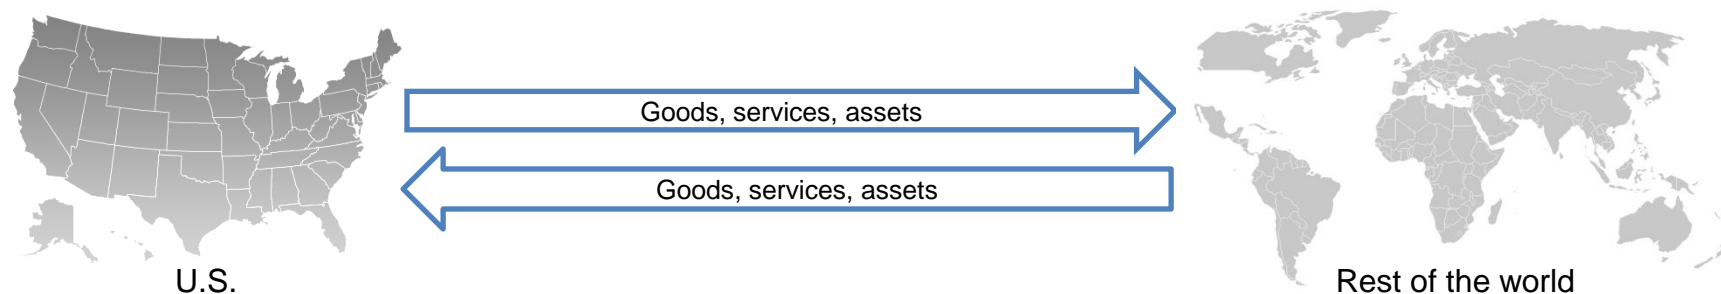 Goods, services, assets
Goods, services, assets
U.S.
Rest of the world